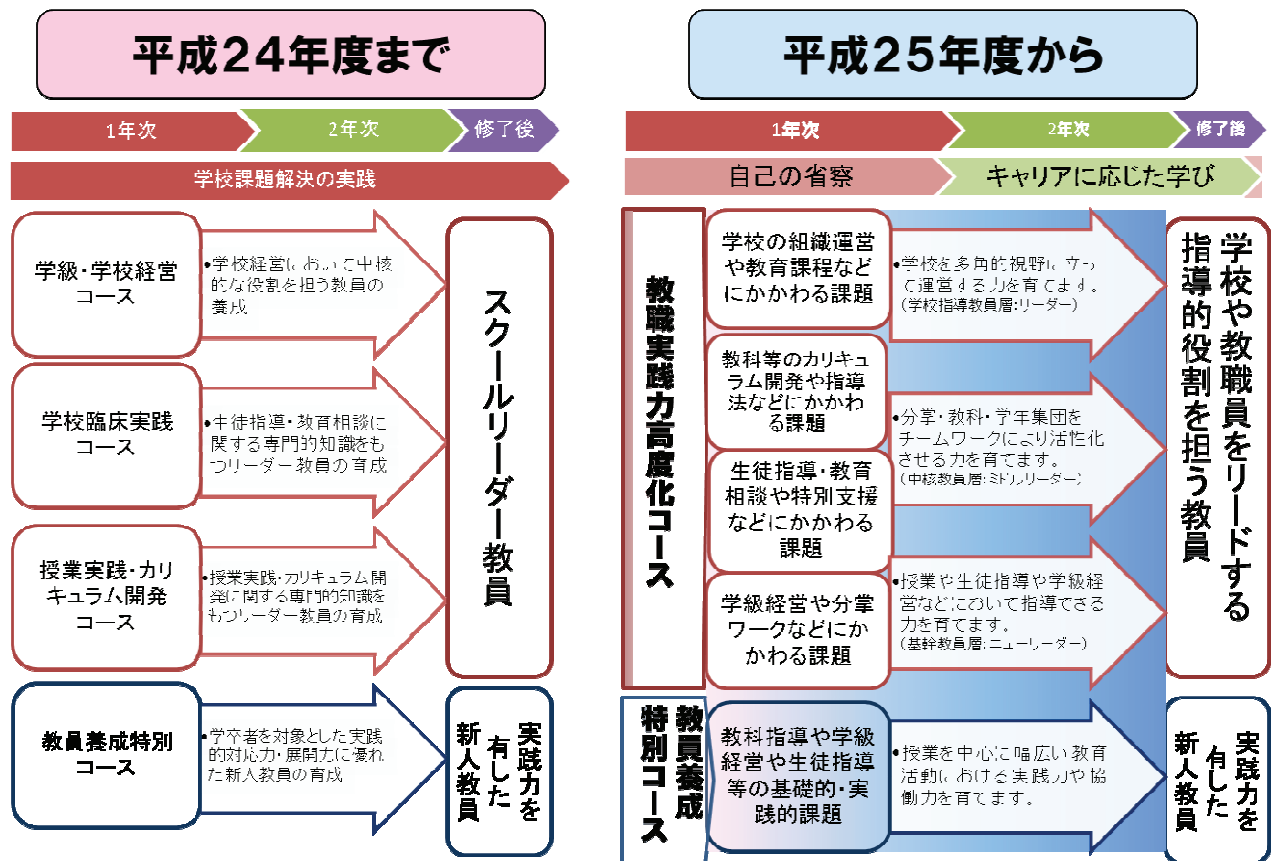 平成24年度まで
1年次
2年次
修了後
学校課題解決の実践
学級・学校経営
コース
•学校経営において中核
的な役割を担う教員の
養成
学校臨床実践
コース
•生徒指導・教育相談に
関する専門的知識をも
つリーダー教員の育成
授業実践・カリ
キュラム開発
コース
•授業実践・カリキュラム開
発に関する専門的知識を
もつリーダー教員の育成
スクールリーダー教員
教員養成特別
コース
•学卒者を対象とした実践
的対応力・展開力に優れ
た新人教員の育成
実践力を
有した
新人教員
平成25年度から
1年次
2年次
修了後
自己の省察
キャリアに応じた学び
教職実践力高度化コース
学校の組織運営
や教育課程など
にかかわる課題
•学校を多角的視野に立っ
て運営する力を育てます。
（学校指導教員層:リーダー）
教科等のカリキュ
ラム開発や指導
法などにかかわ
る課題
•分掌・教科・学年集団を
チームワークにより活性化
させる力を育てます。
（中核教員層:ミドルリーダー）
生徒指導・教育
相談や特別支援
などにかかわる
課題
学級経営や分掌
ワークなどにか
かわる課題
•授業や生徒指導や学級経
営などにおいて指導できる
力を育てます。
（基幹教員層:ニューリーダー）
学校や教職員をリードする
指導的役割を担う教員
教員養成
特別コース
教科指導や学級
経営や生徒指導
等の基礎的・実
践的課題
•授業を中心に幅広い教育
活動における実践力や協
働力を育てます。
実践力を
有した
新人教員